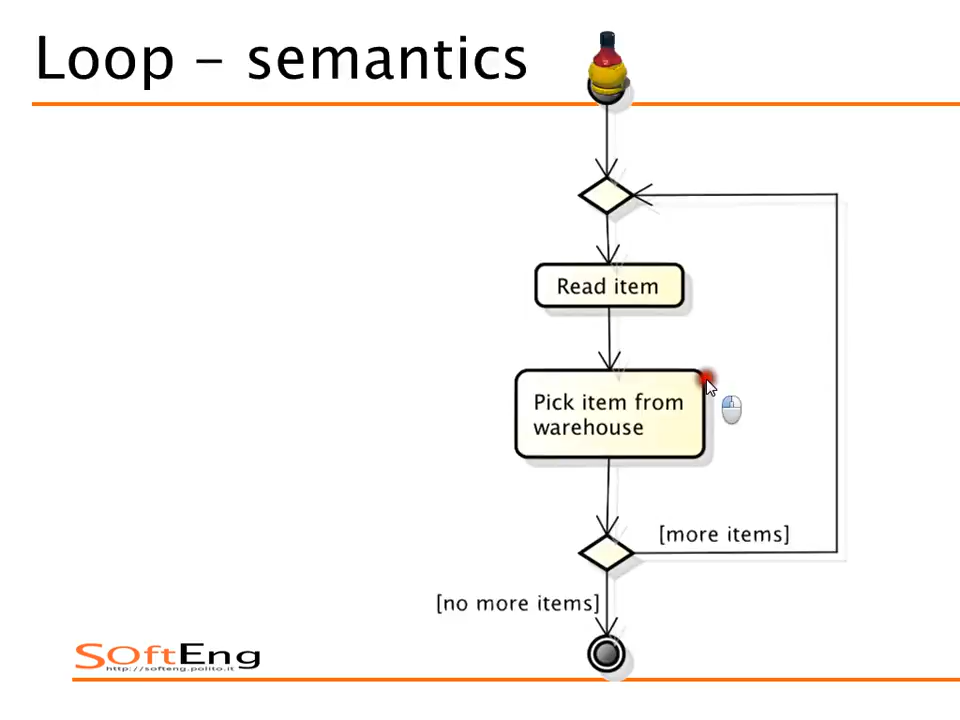 Loop - semantics
Read item
Pick item from
warehouse
[more items]
[no more items]
SOftEng
http://softeng.polito.it